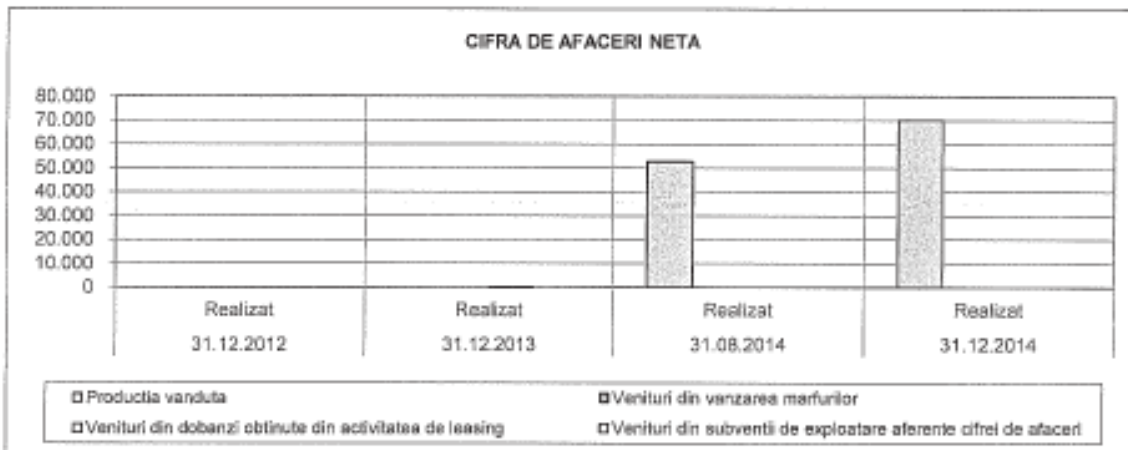 CIFRA DE AFACERI NETA
80.000
70.000
60.000
50.000
40.000
30.000
20.000
10.000
0
Realizat Realizat Realizat Realizat
31.12.2012 31.12.2013 31.08.2014 31.12.2014
Productia vanduta Venituri din vanzarea marfurilor
Venituri din dobanzi obtinute din activitatea de leasing Venituri din subventii de exploatare aferente cifrei de afaceri